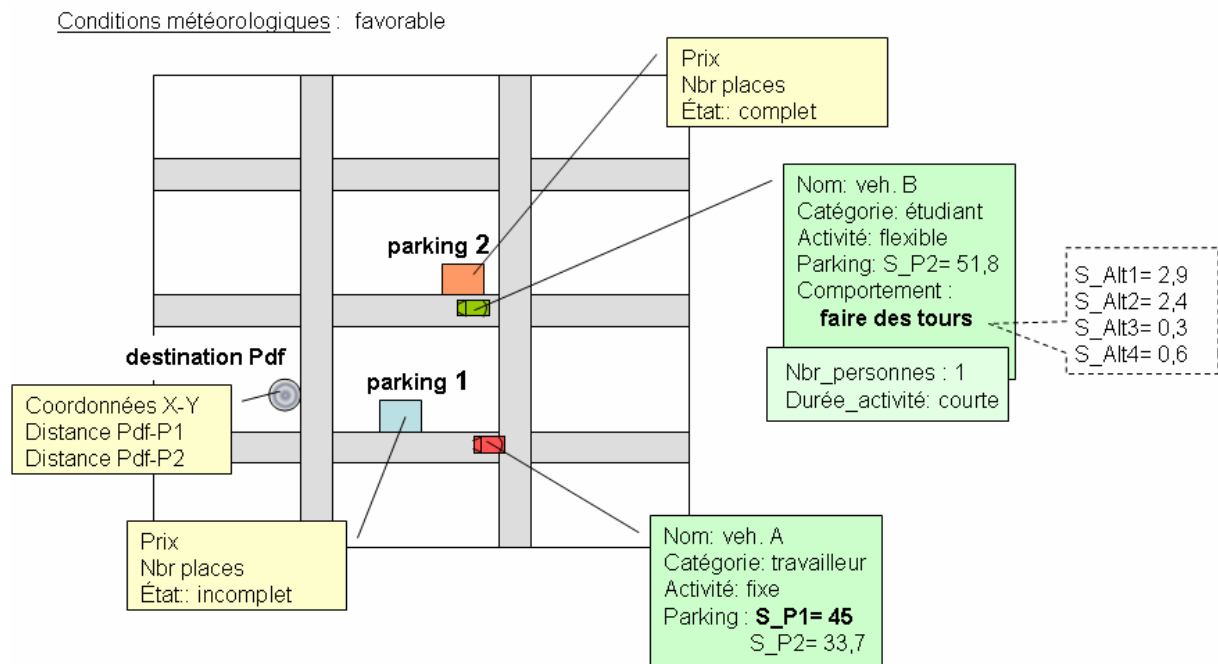 Conditions météorologiques : favorable
Prix
Nbr places
État:: complet
Nom: veh. B
Catégorie: étudiant
Activité: flexible
Parking: S_P2= 51,8
Comportement :
faire des tours
S_Alt1= 2,9
S_Alt2= 2,4
S_Alt3= 0,3
S_Alt4= 0,6
Nbr_personnes : 1
Durée_activité: courte
parking 2
destination Pdf
parking 1
Coordonnées X-Y
Distance Pdf-P1
Distance Pdf-P2
Prix
Nbr places
État:: incomplet
Nom: veh. A
Catégorie: travailleur
Activité: fixe
Parking : S_P1= 45
S_P2= 33,7